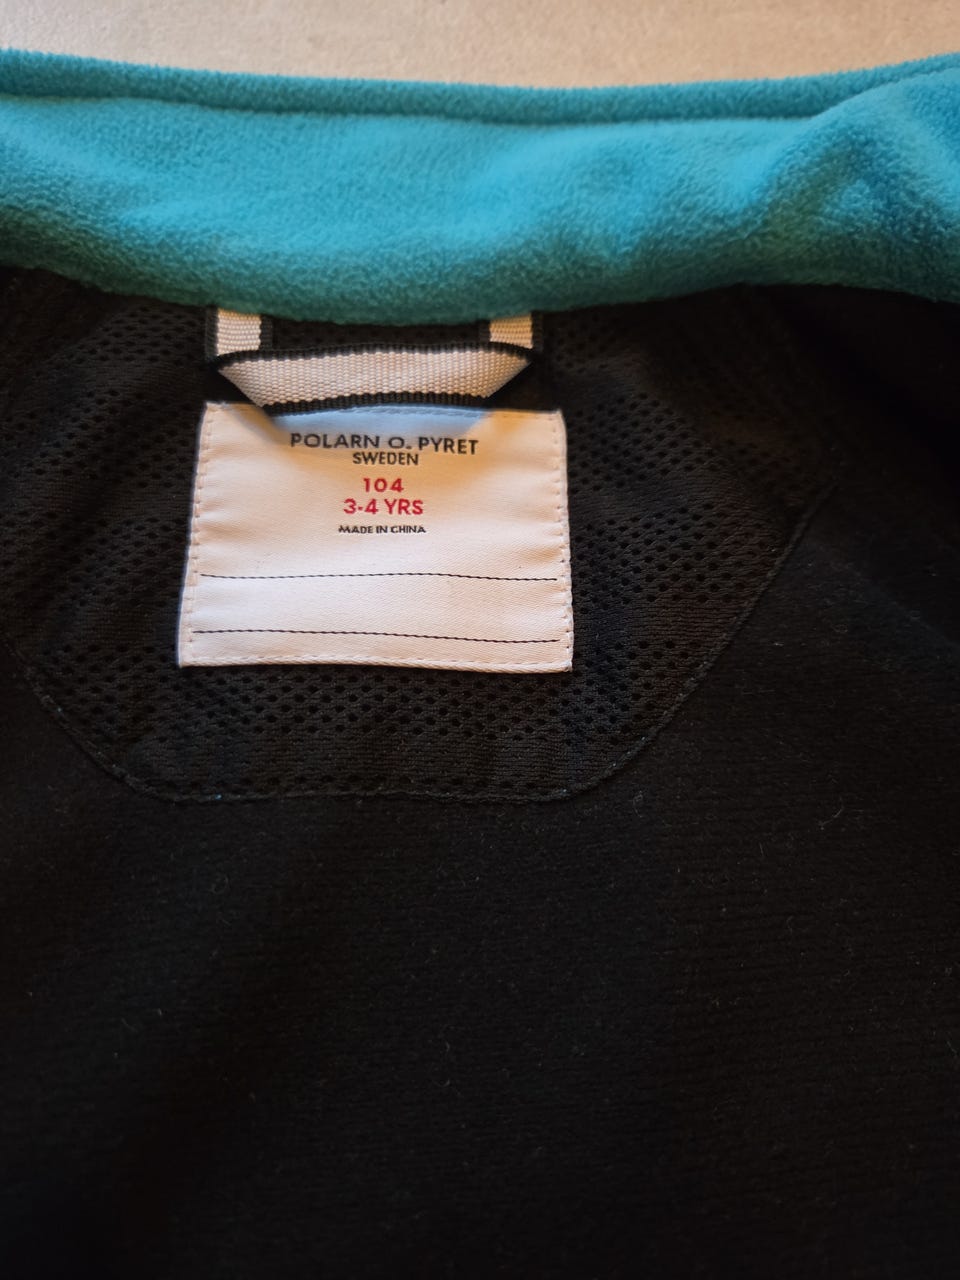 POLARN O. PYRET
SWEDEN
104
3-4 YRS
MADE IN CHINA